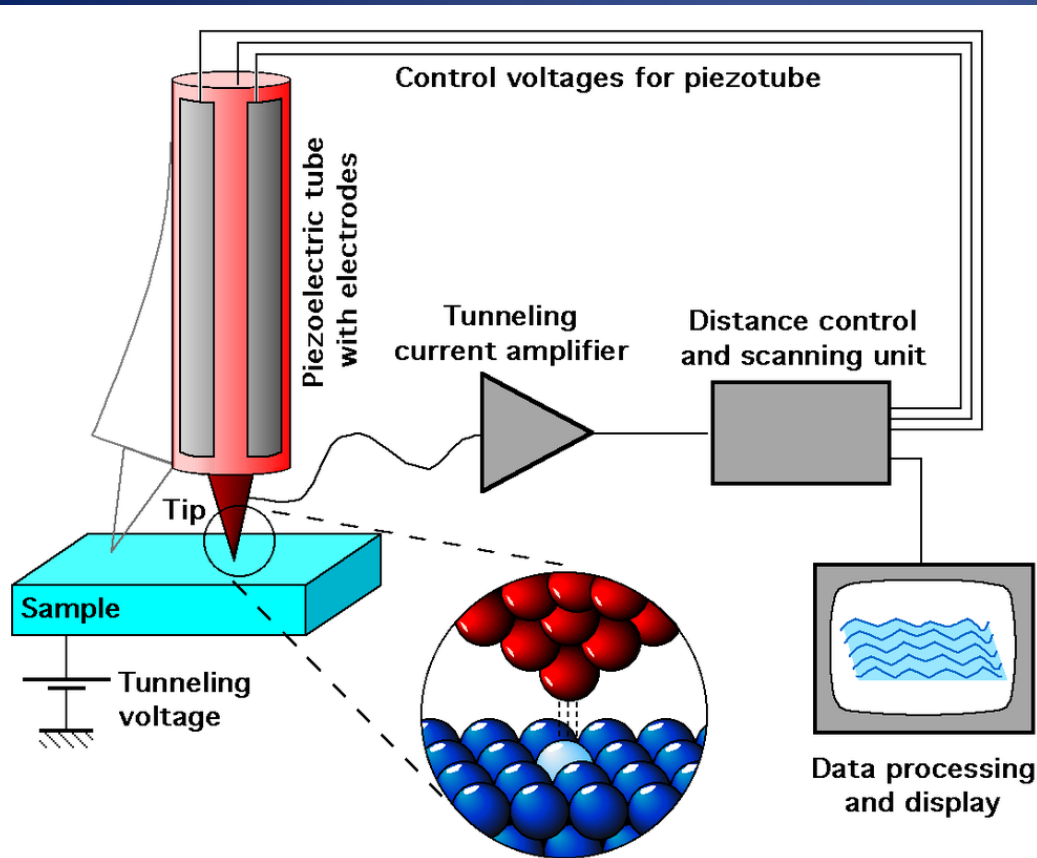 Control voltages for piezotube
Piezoelectric tube
with electrodes
Tunneling
current amplifier
Distance control
and scanning unit
Tip
Sample
Tunneling
voltage
Data processing
and display